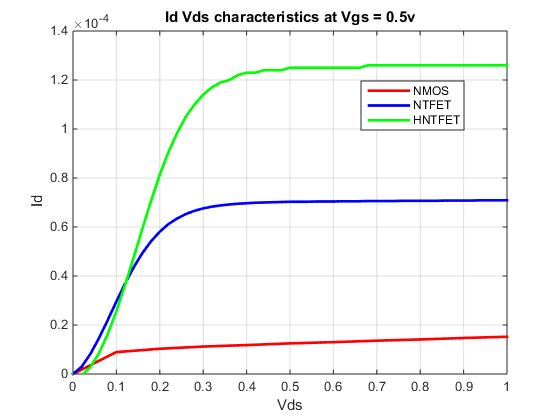 Id Vds characteristics at Vgs = 0.5v
×10⁻⁴
1.4
1.2
1
0.8
0.6
0.4
0.2
0
Id
NMOS
NTFET
HNTFET
0 0.1 0.2 0.3 0.4 0.5 0.6 0.7 0.8 0.9 1
Vds